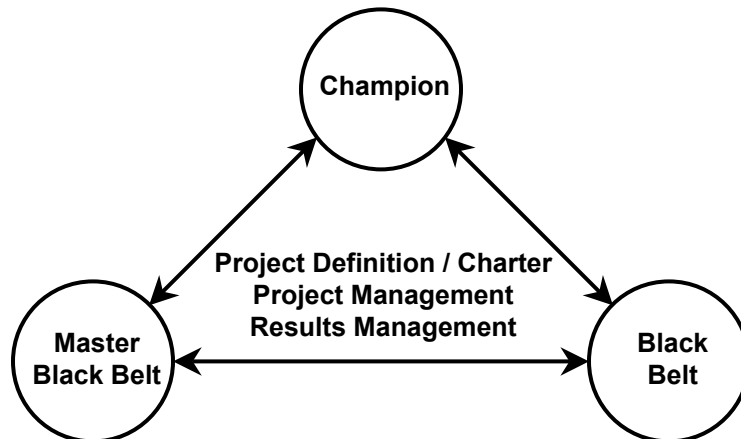 Champion
Project Definition / Charter
Project Management
Results Management
Master
Black Belt
Black
Belt